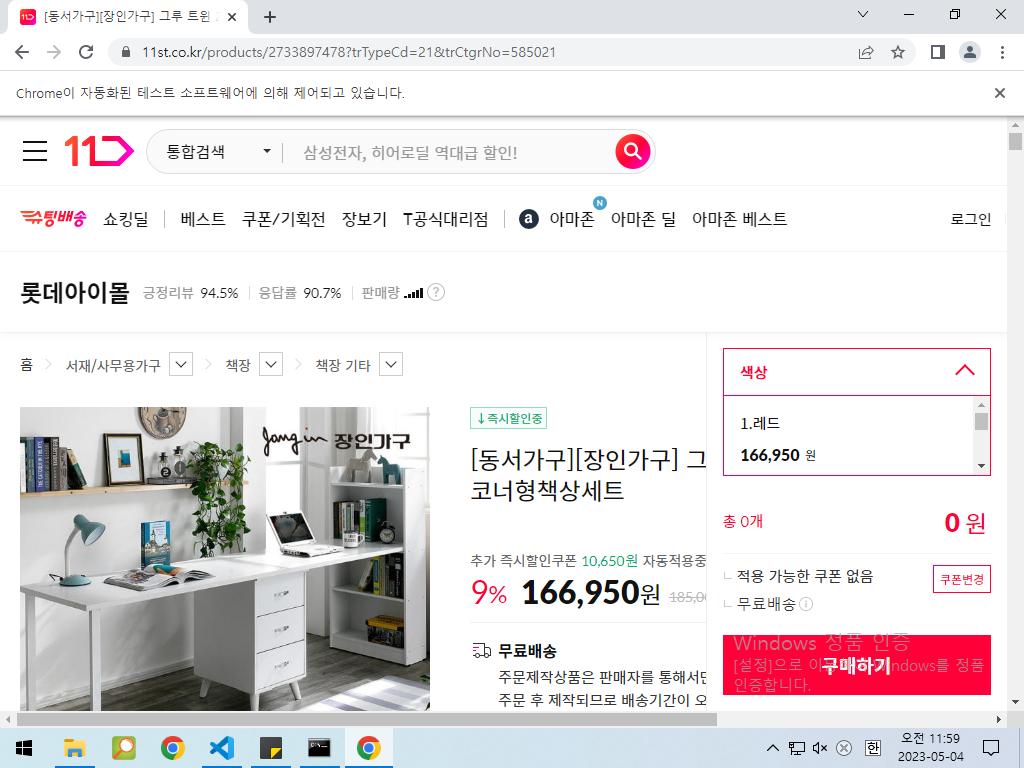 [동서가구][장인가구] 그루 트윈
11st.co.kr/products/2733897478?trTypeCd=21&trCtgrNo=585021
Chrome이 자동화된 테스트 소프트웨어에 의해 제어되고 있습니다.
통합검색
삼성전자, 히어로딜 역대급 할인!
슈팅배송 쇼킹딜 베스트 쿠폰/기획전 장보기 T공식대리점 a 아마존 N 아마존 딜 아마존 베스트 로그인
롯데아이몰 긍정리뷰 94.5% 응답률 90.7% 판매량 ?
홈 서재/사무용가구 책장 책장 기타
Jang in 장인가구
↓즉시할인중
[동서가구][장인가구] 그
코너형책상세트
추가 즉시할인쿠폰 10,650원 자동적용중
9% 166,950원 185,00
무료배송
주문제작상품은 판매자를 통해서만
주문 후 제작되므로 배송기간이 오
색상
1.레드
166,950 원
총 0개 0 원
적용 가능한 쿠폰 없음 쿠폰변경
무료배송
구매하기
Windows 정품 인증
[설정]으로 이동하여 Windows를 정품
인증합니다.
한
오전 11:59
2023-05-04